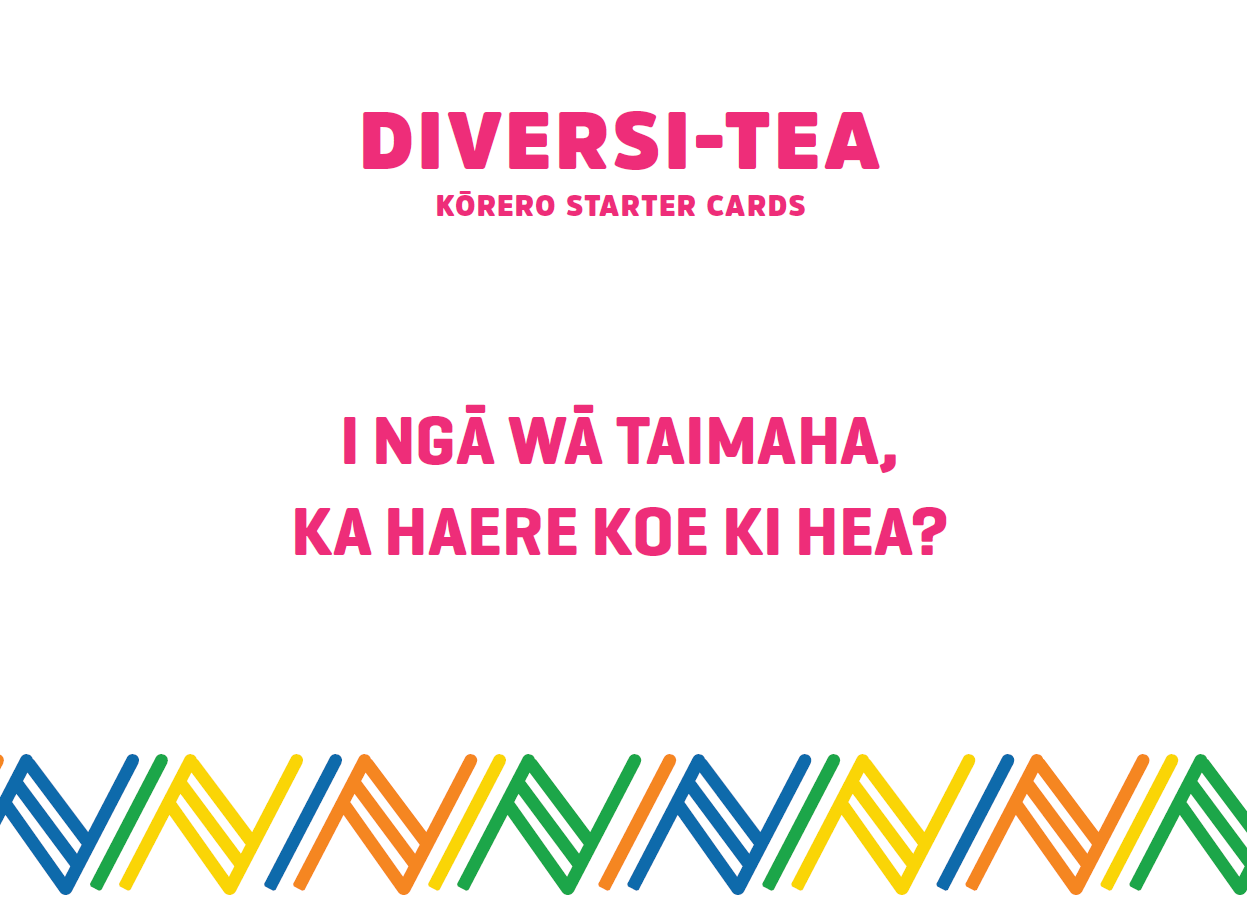 DIVERSI-TEA
KŌRERO STARTER CARDS
I NGĀ WĀ TAIMAHA,
KA HAERE KOE KI HEA?